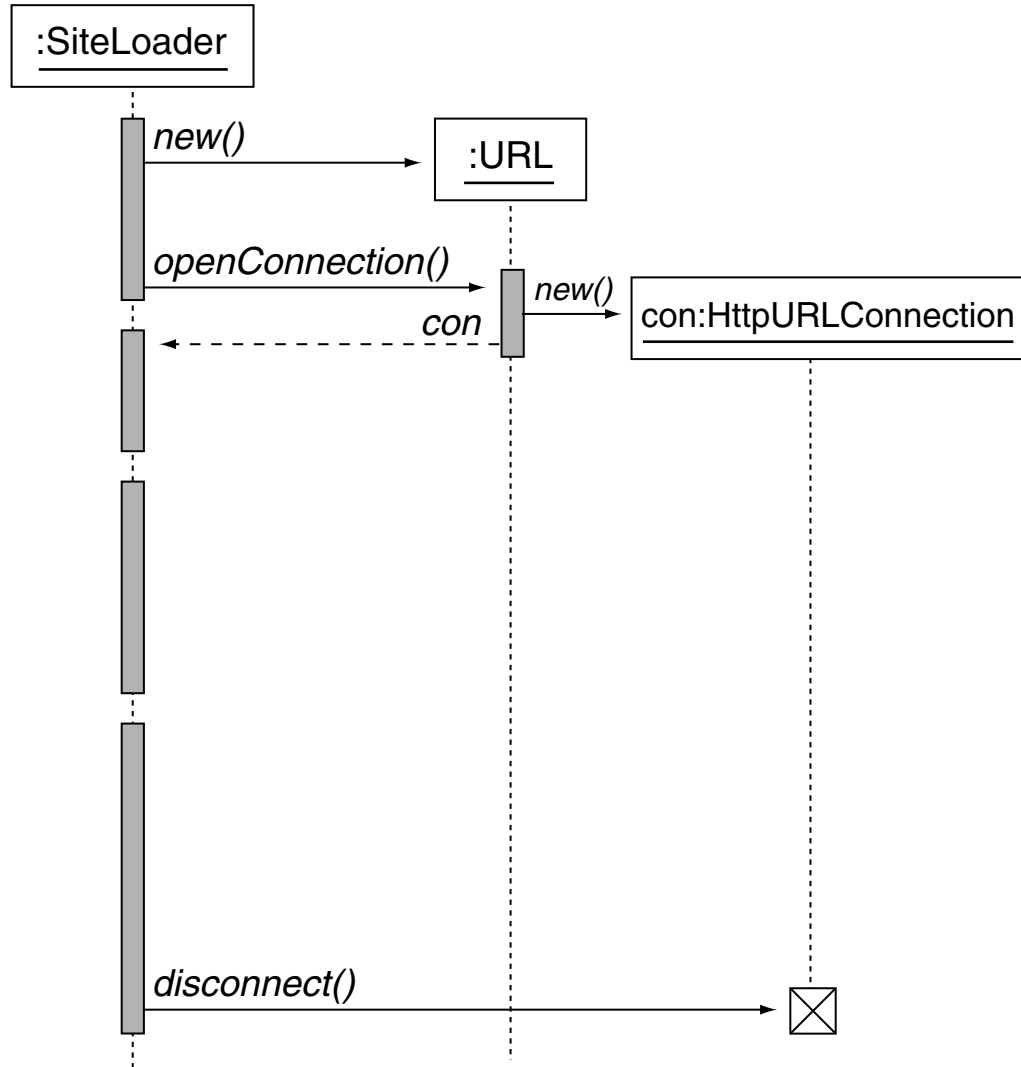 :SiteLoader
new()
:URL
openConnection()
new()
con:HttpURLConnection
con
disconnect()